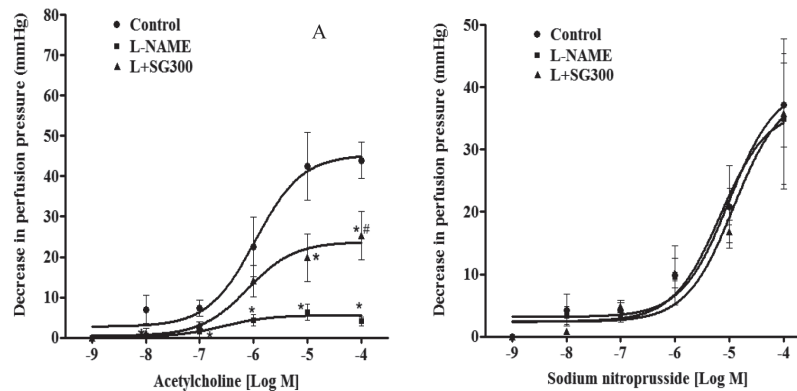 A
Control
L-NAME
L+SG300
Decrease in perfusion pressure (mmHg)
80
70
60
50
40
30
20
10
0
*
*
*
*
*
*
*#
-9 -8 -7 -6 -5 -4
Acetylcholine [Log M]
Control
L-NAME
L+SG300
Decrease in perfusion pressure (mmHg)
50
40
30
20
10
0
-9 -8 -7 -6 -5 -4
Sodium nitroprusside [Log M]